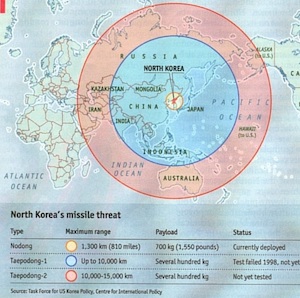 RUSSIA
ALASKA
(to U.S.)
CANA
NORTH KOREA
KAZAKHSTAN
MONGOLIA
CHINA
JAPAN
IRAN
INDIA
PACIFIC
OCEAN
HAWAII
(to U.S.)
INDONESIA
ATLANTIC
OCEAN
INDIAN
OCEAN
AUSTRALIA
North Korea's missile threat
Type Maximum range Payload Status
Nodong 1,300 km (810 miles) 700 kg (1,550 pounds) Currently deployed
Taepodong-1 Up to 10,000 km Several hundred kg Test failed 1998, not yet
Taepodong-2 10,000-15,000 km Several hundred kg Not yet tested
Source: Task Force for US Korea Policy, Centre for International Policy